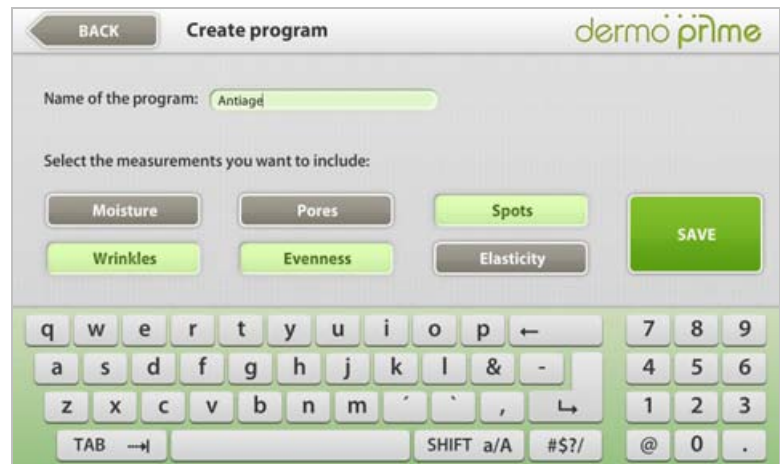 BACK Create program dermo prime
Name of the program: Antiage
Select the measurements you want to include:
Moisture Pores Spots
SAVE
Wrinkles Evenness Elasticity
q w e r t y u i o p ← 7 8 9
a s d f g h j k l & - 4 5 6
z x c v b n m ´ ` , ↵ 1 2 3
TAB SHIFT a/A #$?/ @ 0 .